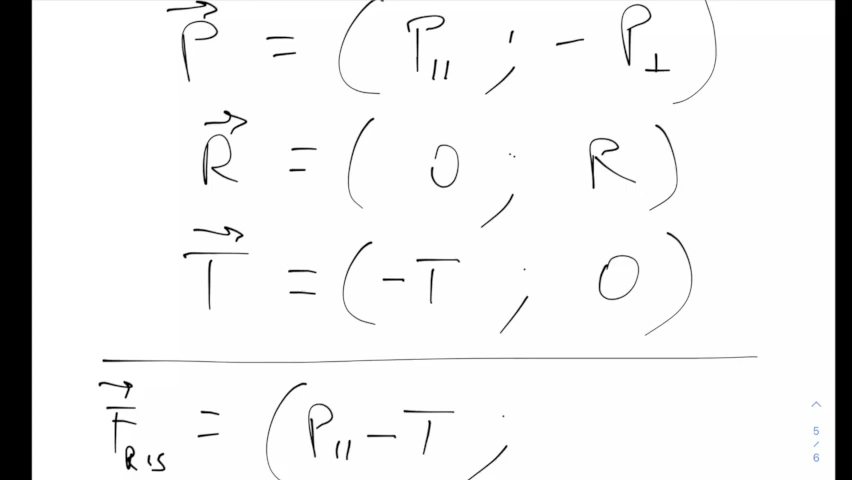 P⃗ = ( P∥ ; - P⊥ )
R⃗ = ( 0 ; R )
T⃗ = ( -T ; 0 )
F⃗RIS = ( P∥ - T ;
5
/
6